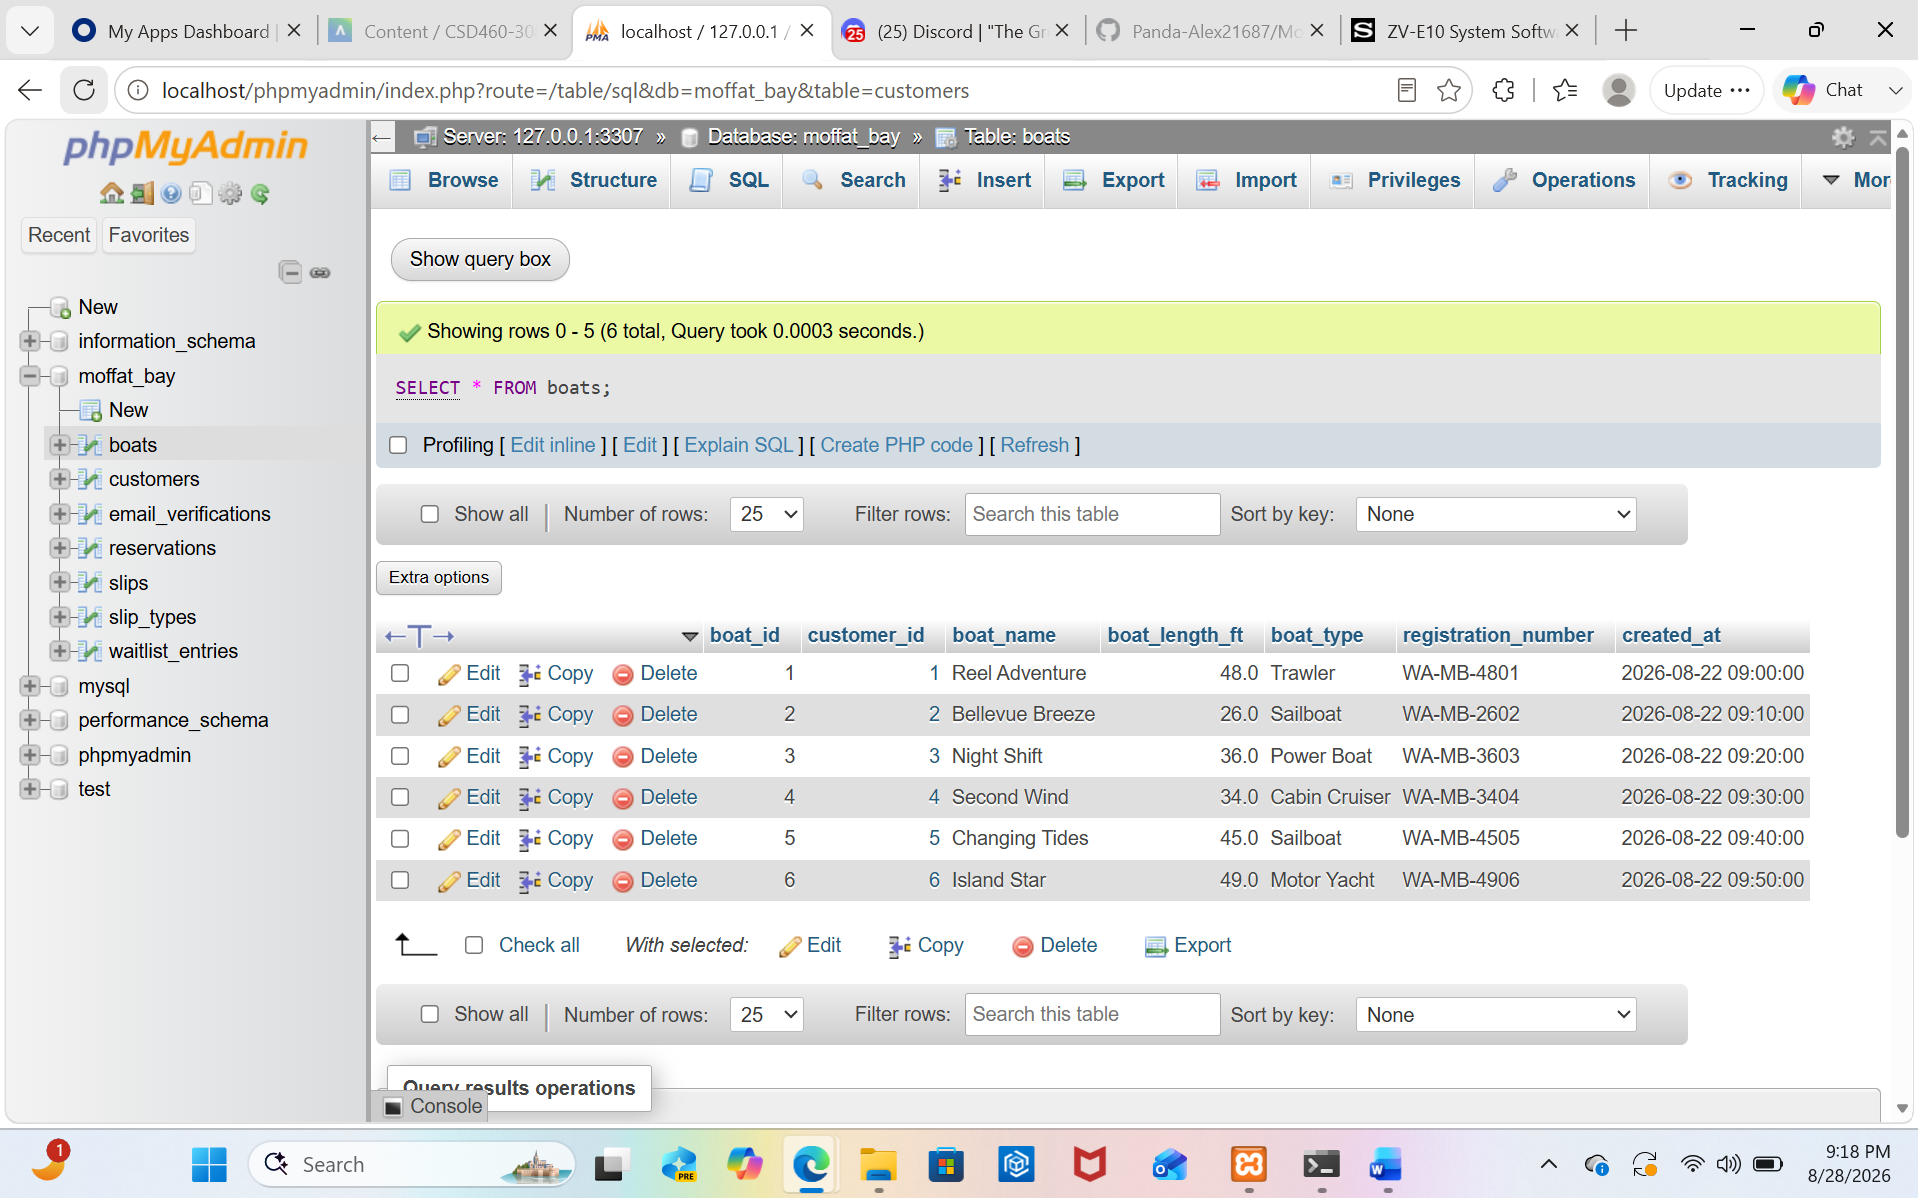 My Apps Dashboard
Content / CSD460-30
localhost / 127.0.0.1 /
(25) Discord | "The Gr
Panda-Alex21687/Mo
ZV-E10 System Softw
localhost/phpmyadmin/index.php?route=/table/sql&db=moffat_bay&table=customers
Update
Chat
phpMyAdmin
Recent
Favorites
New
information_schema
moffat_bay
New
boats
customers
email_verifications
reservations
slips
slip_types
waitlist_entries
mysql
performance_schema
phpmyadmin
test
Server: 127.0.0.1:3307 » Database: moffat_bay » Table: boats
Browse Structure SQL Search Insert Export Import Privileges Operations Tracking Mor
Show query box
Showing rows 0 - 5 (6 total, Query took 0.0003 seconds.)
SELECT * FROM boats;
Profiling [ Edit inline ] [ Edit ] [ Explain SQL ] [ Create PHP code ] [ Refresh ]
Show all | Number of rows: 25 Filter rows: Search this table Sort by key: None
Extra options
boat_id customer_id boat_name boat_length_ft boat_type registration_number created_at
Edit Copy Delete 1 1 Reel Adventure 48.0 Trawler WA-MB-4801 2026-08-22 09:00:00
Edit Copy Delete 2 2 Bellevue Breeze 26.0 Sailboat WA-MB-2602 2026-08-22 09:10:00
Edit Copy Delete 3 3 Night Shift 36.0 Power Boat WA-MB-3603 2026-08-22 09:20:00
Edit Copy Delete 4 4 Second Wind 34.0 Cabin Cruiser WA-MB-3404 2026-08-22 09:30:00
Edit Copy Delete 5 5 Changing Tides 45.0 Sailboat WA-MB-4505 2026-08-22 09:40:00
Edit Copy Delete 6 6 Island Star 49.0 Motor Yacht WA-MB-4906 2026-08-22 09:50:00
Check all With selected: Edit Copy Delete Export
Show all | Number of rows: 25 Filter rows: Search this table Sort by key: None
Query results operations
Console
1
Search
PRE
9:18 PM
8/28/2026